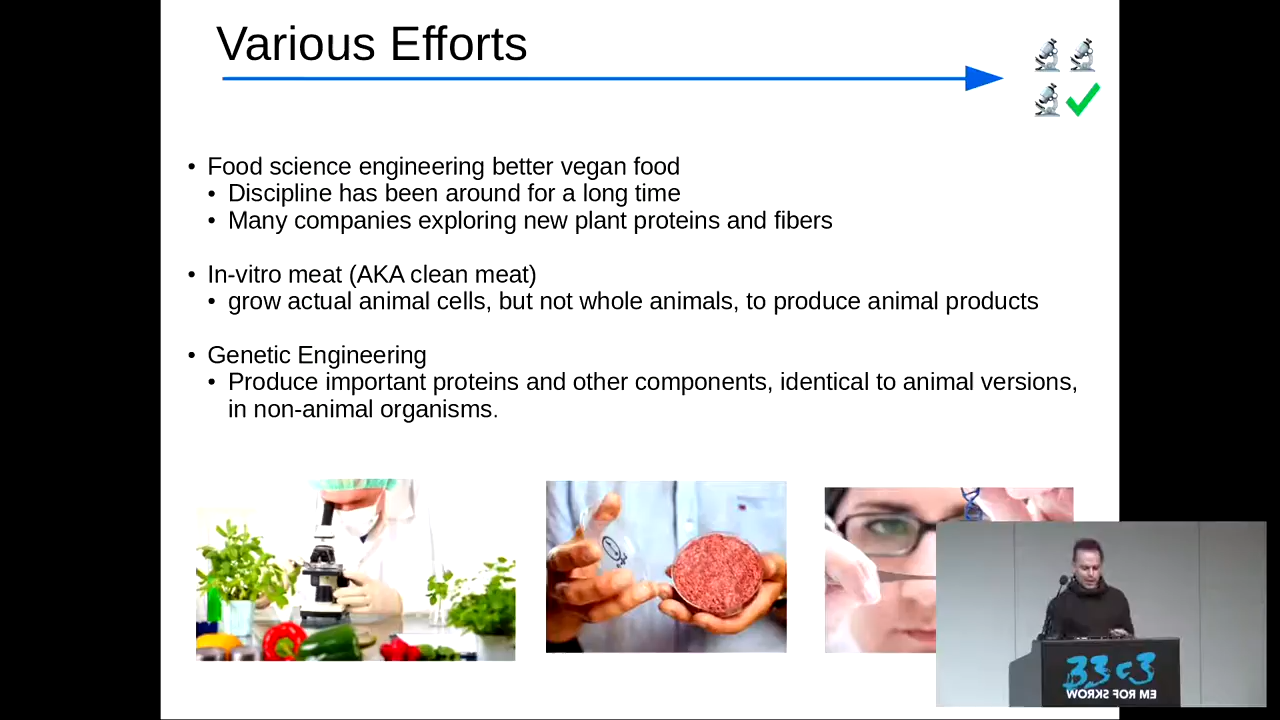 Various Efforts
• Food science engineering better vegan food
• Discipline has been around for a long time
• Many companies exploring new plant proteins and fibers
• In-vitro meat (AKA clean meat)
• grow actual animal cells, but not whole animals, to produce animal products
• Genetic Engineering
• Produce important proteins and other components, identical to animal versions,
in non-animal organisms.
33c3
WORKS FOR ME